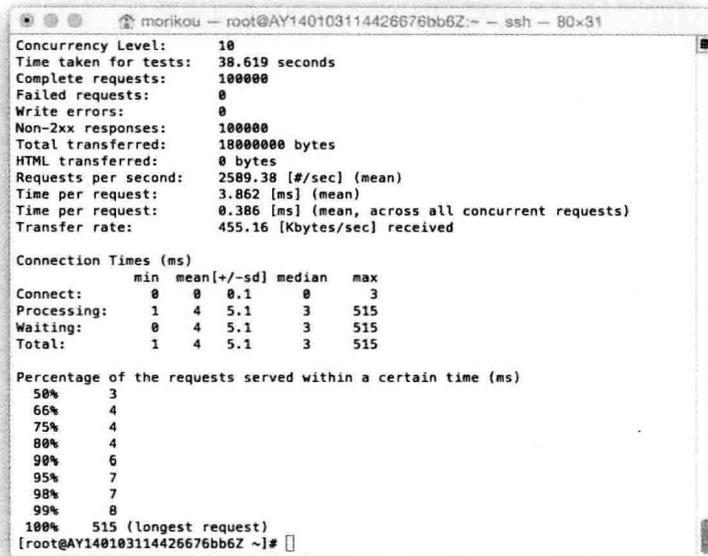 morikou — root@AY140103114426676bb6Z:~ — ssh — 80×31
Concurrency Level:      10
Time taken for tests:   38.619 seconds
Complete requests:      100000
Failed requests:        0
Write errors:           0
Non-2xx responses:      100000
Total transferred:      18000000 bytes
HTML transferred:       0 bytes
Requests per second:    2589.38 [#/sec] (mean)
Time per request:       3.862 [ms] (mean)
Time per request:       0.386 [ms] (mean, across all concurrent requests)
Transfer rate:          455.16 [Kbytes/sec] received
Connection Times (ms)
              min  mean[+/-sd] median   max
Connect:        0    0   0.1      0       3
Processing:     1    4   5.1      3     515
Waiting:        0    4   5.1      3     515
Total:          1    4   5.1      3     515
Percentage of the requests served within a certain time (ms)
  50%      3
  66%      4
  75%      4
  80%      4
  90%      6
  95%      7
  98%      7
  99%      8
 100%    515 (longest request)
[root@AY140103114426676bb6Z ~]#